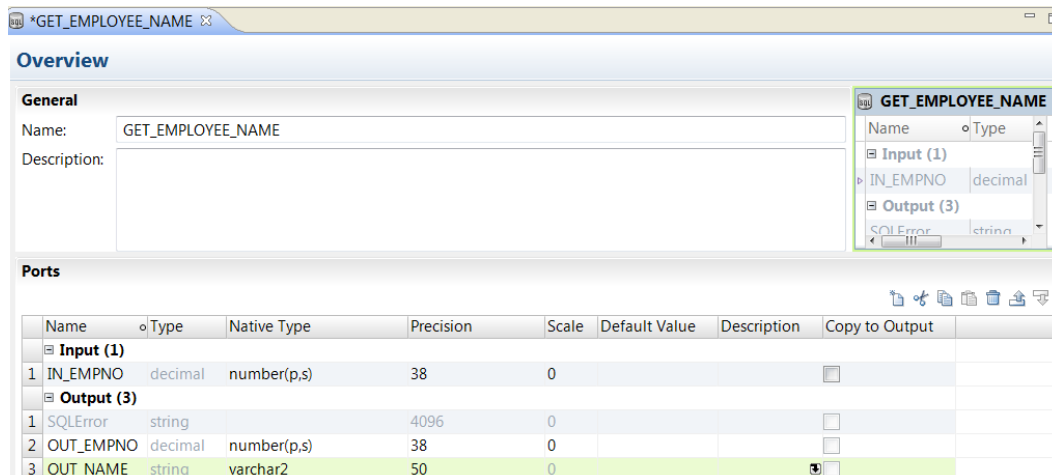 *GET_EMPLOYEE_NAME
Overview
General
Name: GET_EMPLOYEE_NAME
Description:
GET_EMPLOYEE_NAME
Name Type
Input (1)
IN_EMPNO decimal
Output (3)
SQLError string
Ports
Name Type Native Type Precision Scale Default Value Description Copy to Output
Input (1)
1 IN_EMPNO decimal number(p,s) 38 0
Output (3)
1 SQLError string 4096 0
2 OUT_EMPNO decimal number(p,s) 38 0
3 OUT_NAME string varchar2 50 0